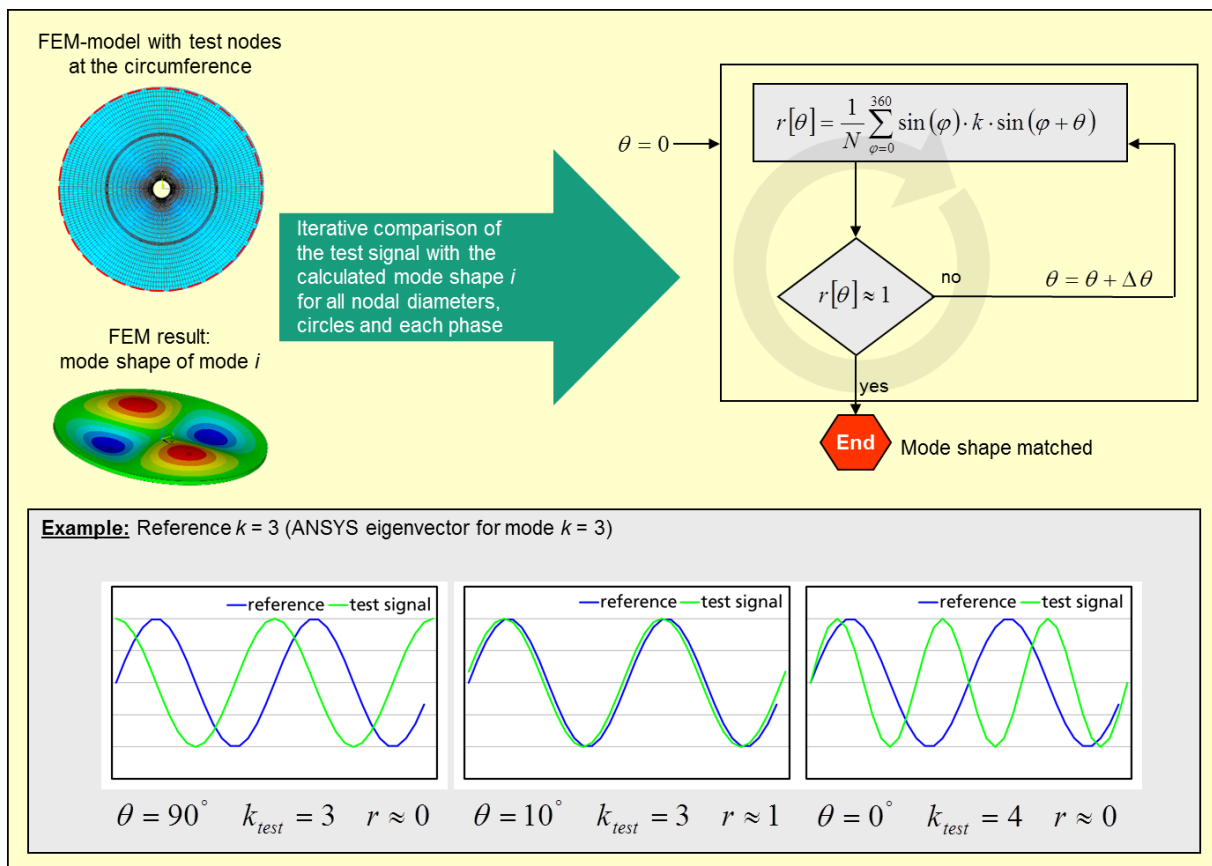 FEM-model with test nodes
at the circumference
FEM result:
mode shape of mode i
Iterative comparison of
the test signal with the
calculated mode shape i
for all nodal diameters,
circles and each phase
θ = 0
r[θ] = 1/N ∑_{φ=0}^{360} sin(φ)·k·sin(φ + θ)
r[θ] ≈ 1
no
θ = θ + Δθ
yes
End
Mode shape matched
Example: Reference k = 3 (ANSYS eigenvector for mode k = 3)
reference test signal
reference test signal
reference test signal
θ = 90° k_test = 3 r ≈ 0
θ = 10° k_test = 3 r ≈ 1
θ = 0° k_test = 4 r ≈ 0